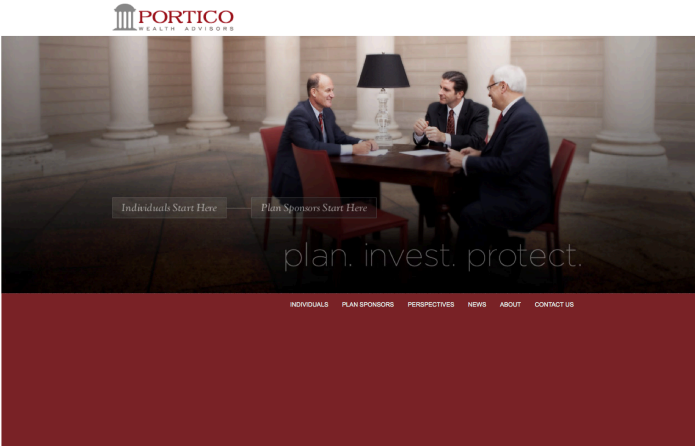 PORTICO
WEALTH ADVISORS
Individuals Start Here
Plan Sponsors Start Here
plan. invest. protect.
INDIVIDUALS PLAN SPONSORS PERSPECTIVES NEWS ABOUT CONTACT US